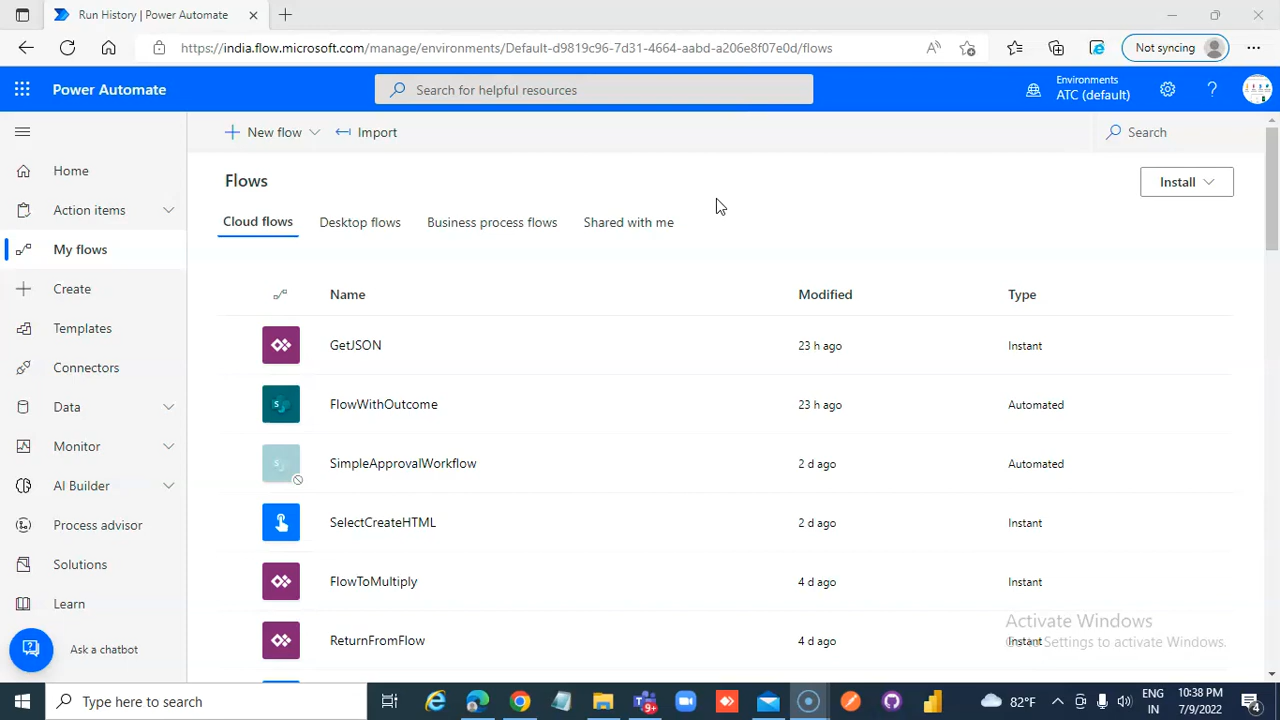 Run History | Power Automate
https://india.flow.microsoft.com/manage/environments/Default-d9819c96-7d31-4664-aabd-a206e8f07e0d/flows
Not syncing
Power Automate
Search for helpful resources
Environments
ATC (default)
New flow
Import
Search
Flows
Install
Cloud flows
Desktop flows
Business process flows
Shared with me
Home
Action items
My flows
Create
Templates
Connectors
Data
Monitor
AI Builder
Process advisor
Solutions
Learn
Ask a chatbot
Name Modified Type
GetJSON 23 h ago Instant
FlowWithOutcome 23 h ago Automated
SimpleApprovalWorkflow 2 d ago Automated
SelectCreateHTML 2 d ago Instant
FlowToMultiply 4 d ago Instant
ReturnFromFlow 4 d ago Instant
Activate Windows
Go to Settings to activate Windows.
Type here to search
9+
82°F
ENG
IN
10:38 PM
7/9/2022
4